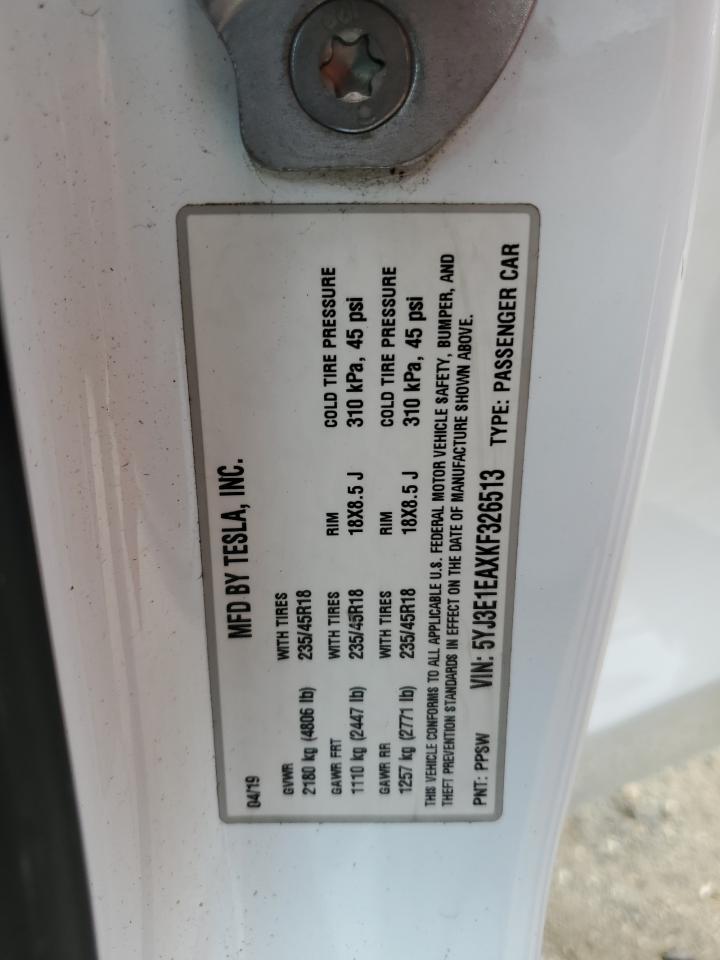 MFD BY TESLA, INC.
04/19
GVWR WITH TIRES
2180 kg (4806 lb) 235/45R18
GAWR FRT WITH TIRES RIM COLD TIRE PRESSURE
1110 kg (2447 lb) 235/45R18 18X8.5 J 310 kPa, 45 psi
GAWR RR WITH TIRES RIM COLD TIRE PRESSURE
1257 kg (2771 lb) 235/45R18 18X8.5 J 310 kPa, 45 psi
THIS VEHICLE CONFORMS TO ALL APPLICABLE U.S. FEDERAL MOTOR VEHICLE SAFETY, BUMPER, AND
THEFT PREVENTION STANDARDS IN EFFECT ON THE DATE OF MANUFACTURE SHOWN ABOVE.
PNT: PPSW VIN: 5YJ3E1EAXKF326513 TYPE: PASSENGER CAR